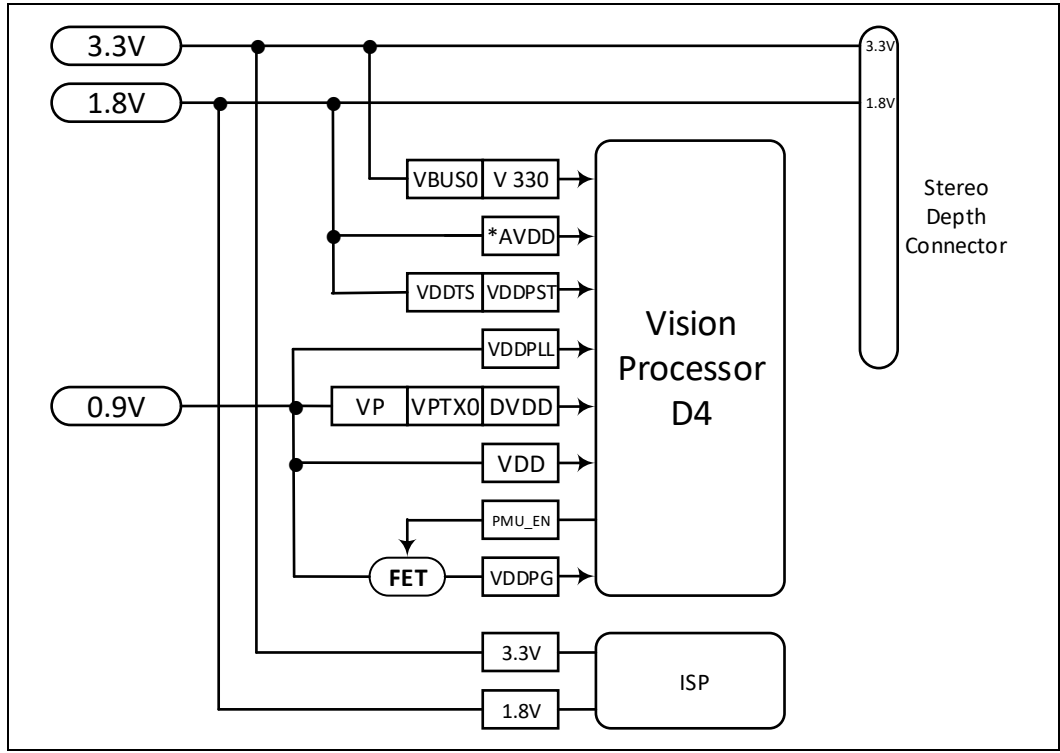 3.3V
3.3V
1.8V
1.8V
VBUS0 V 330
Stereo
Depth
Connector
*AVDD
VDDTS VDDPST
Vision
Processor
D4
VDDPLL
0.9V
VP VPTX0 DVDD
VDD
PMU_EN
FET
VDDPG
3.3V
ISP
1.8V